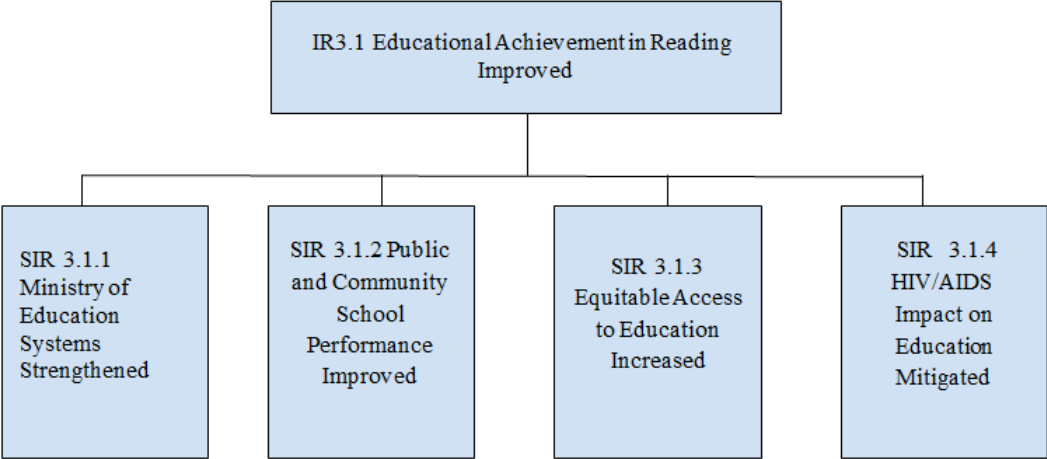 IR3.1 Educational Achievement in Reading
Improved
SIR 3.1.1
Ministry of
Education
Systems
Strengthened
SIR 3.1.2 Public
and Community
School
Performance
Improved
SIR 3.1.3
Equitable Access
to Education
Increased
SIR 3.1.4
HIV/AIDS
Impact on
Education
Mitigated